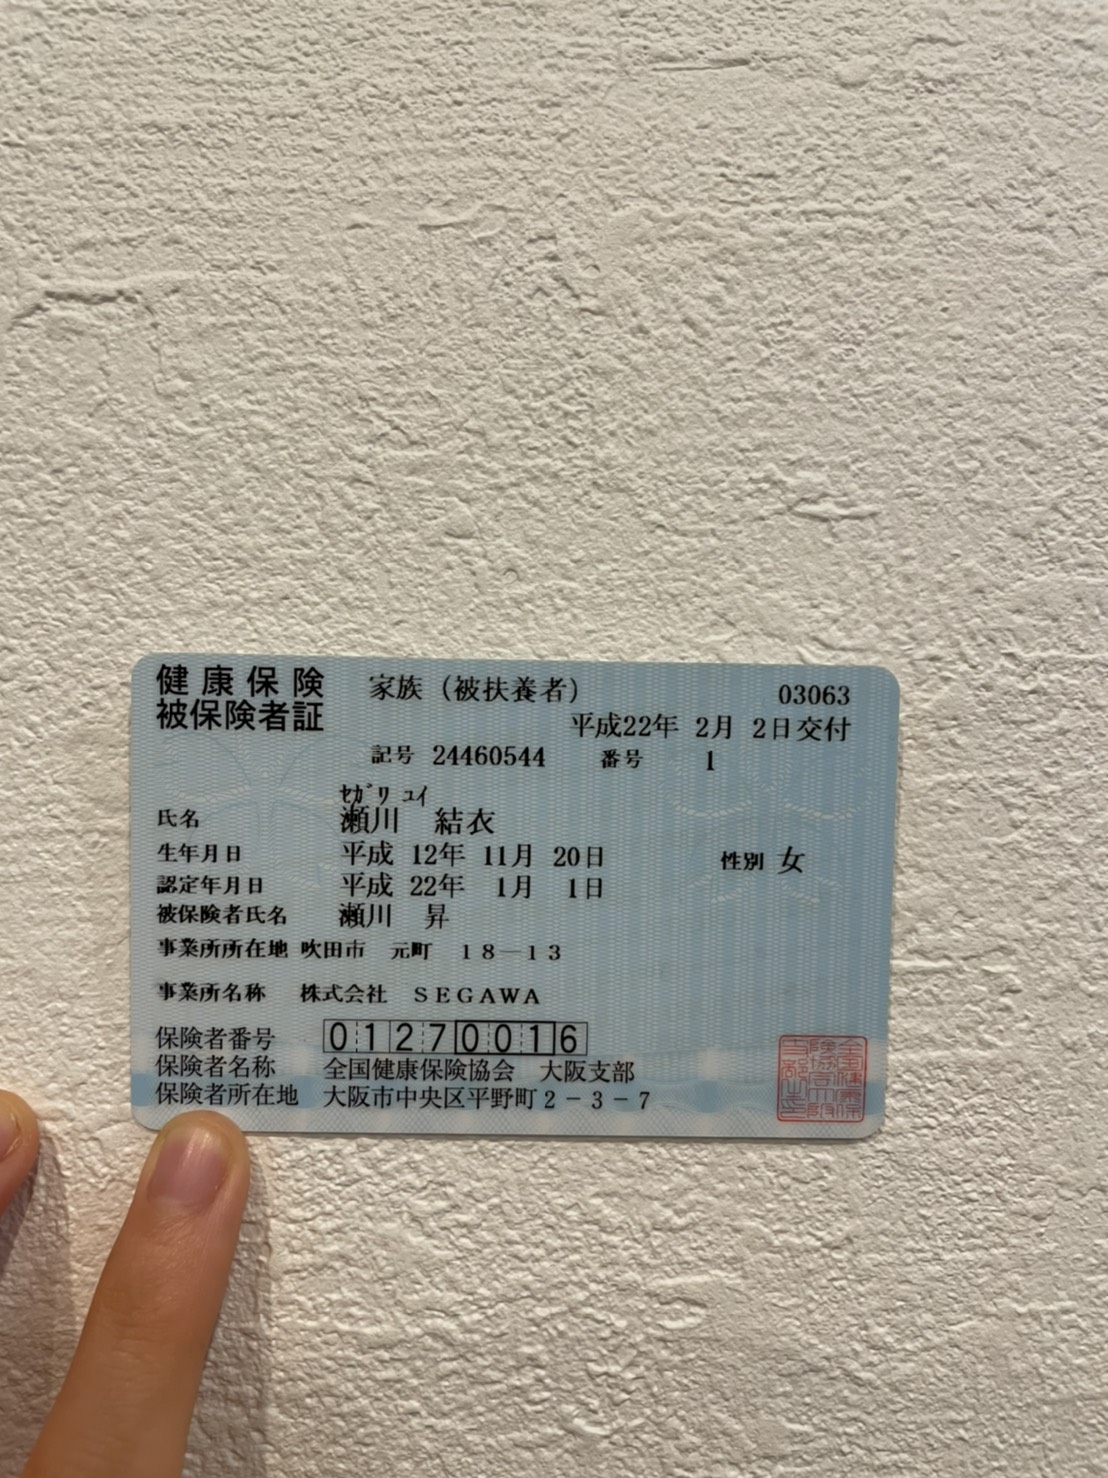 健康保険 家族（被扶養者） 03063
被保険者証 平成22年 2月 2日交付
記号 24460544 番号 1
ｾｶﾞﾜ ﾕｲ
氏名 瀬川 結衣
生年月日 平成 12年 11月 20日 性別 女
認定年月日 平成 22年 1月 1日
被保険者氏名 瀬川 昇
事業所所在地 吹田市 元町 18－13
事業所名称 株式会社 ＳＥＧＡＷＡ
保険者番号 01270016
保険者名称 全国健康保険協会 大阪支部
保険者所在地 大阪市中央区平野町２－３－７